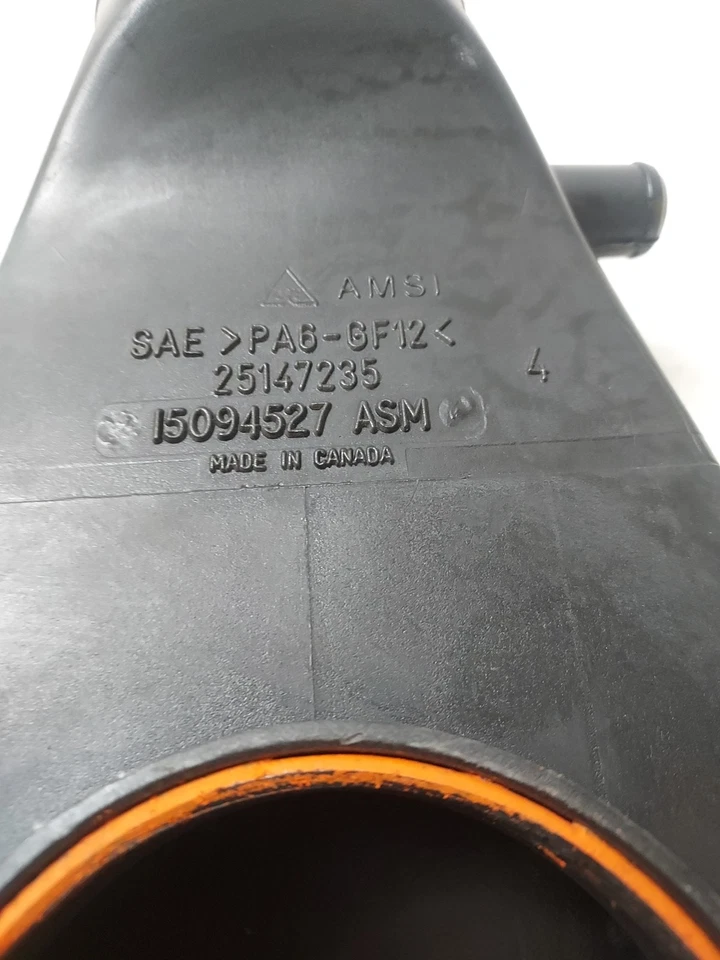 AMSI
SAE >PA6-GF12<
25147235
4
15094527 ASM
MADE IN CANADA